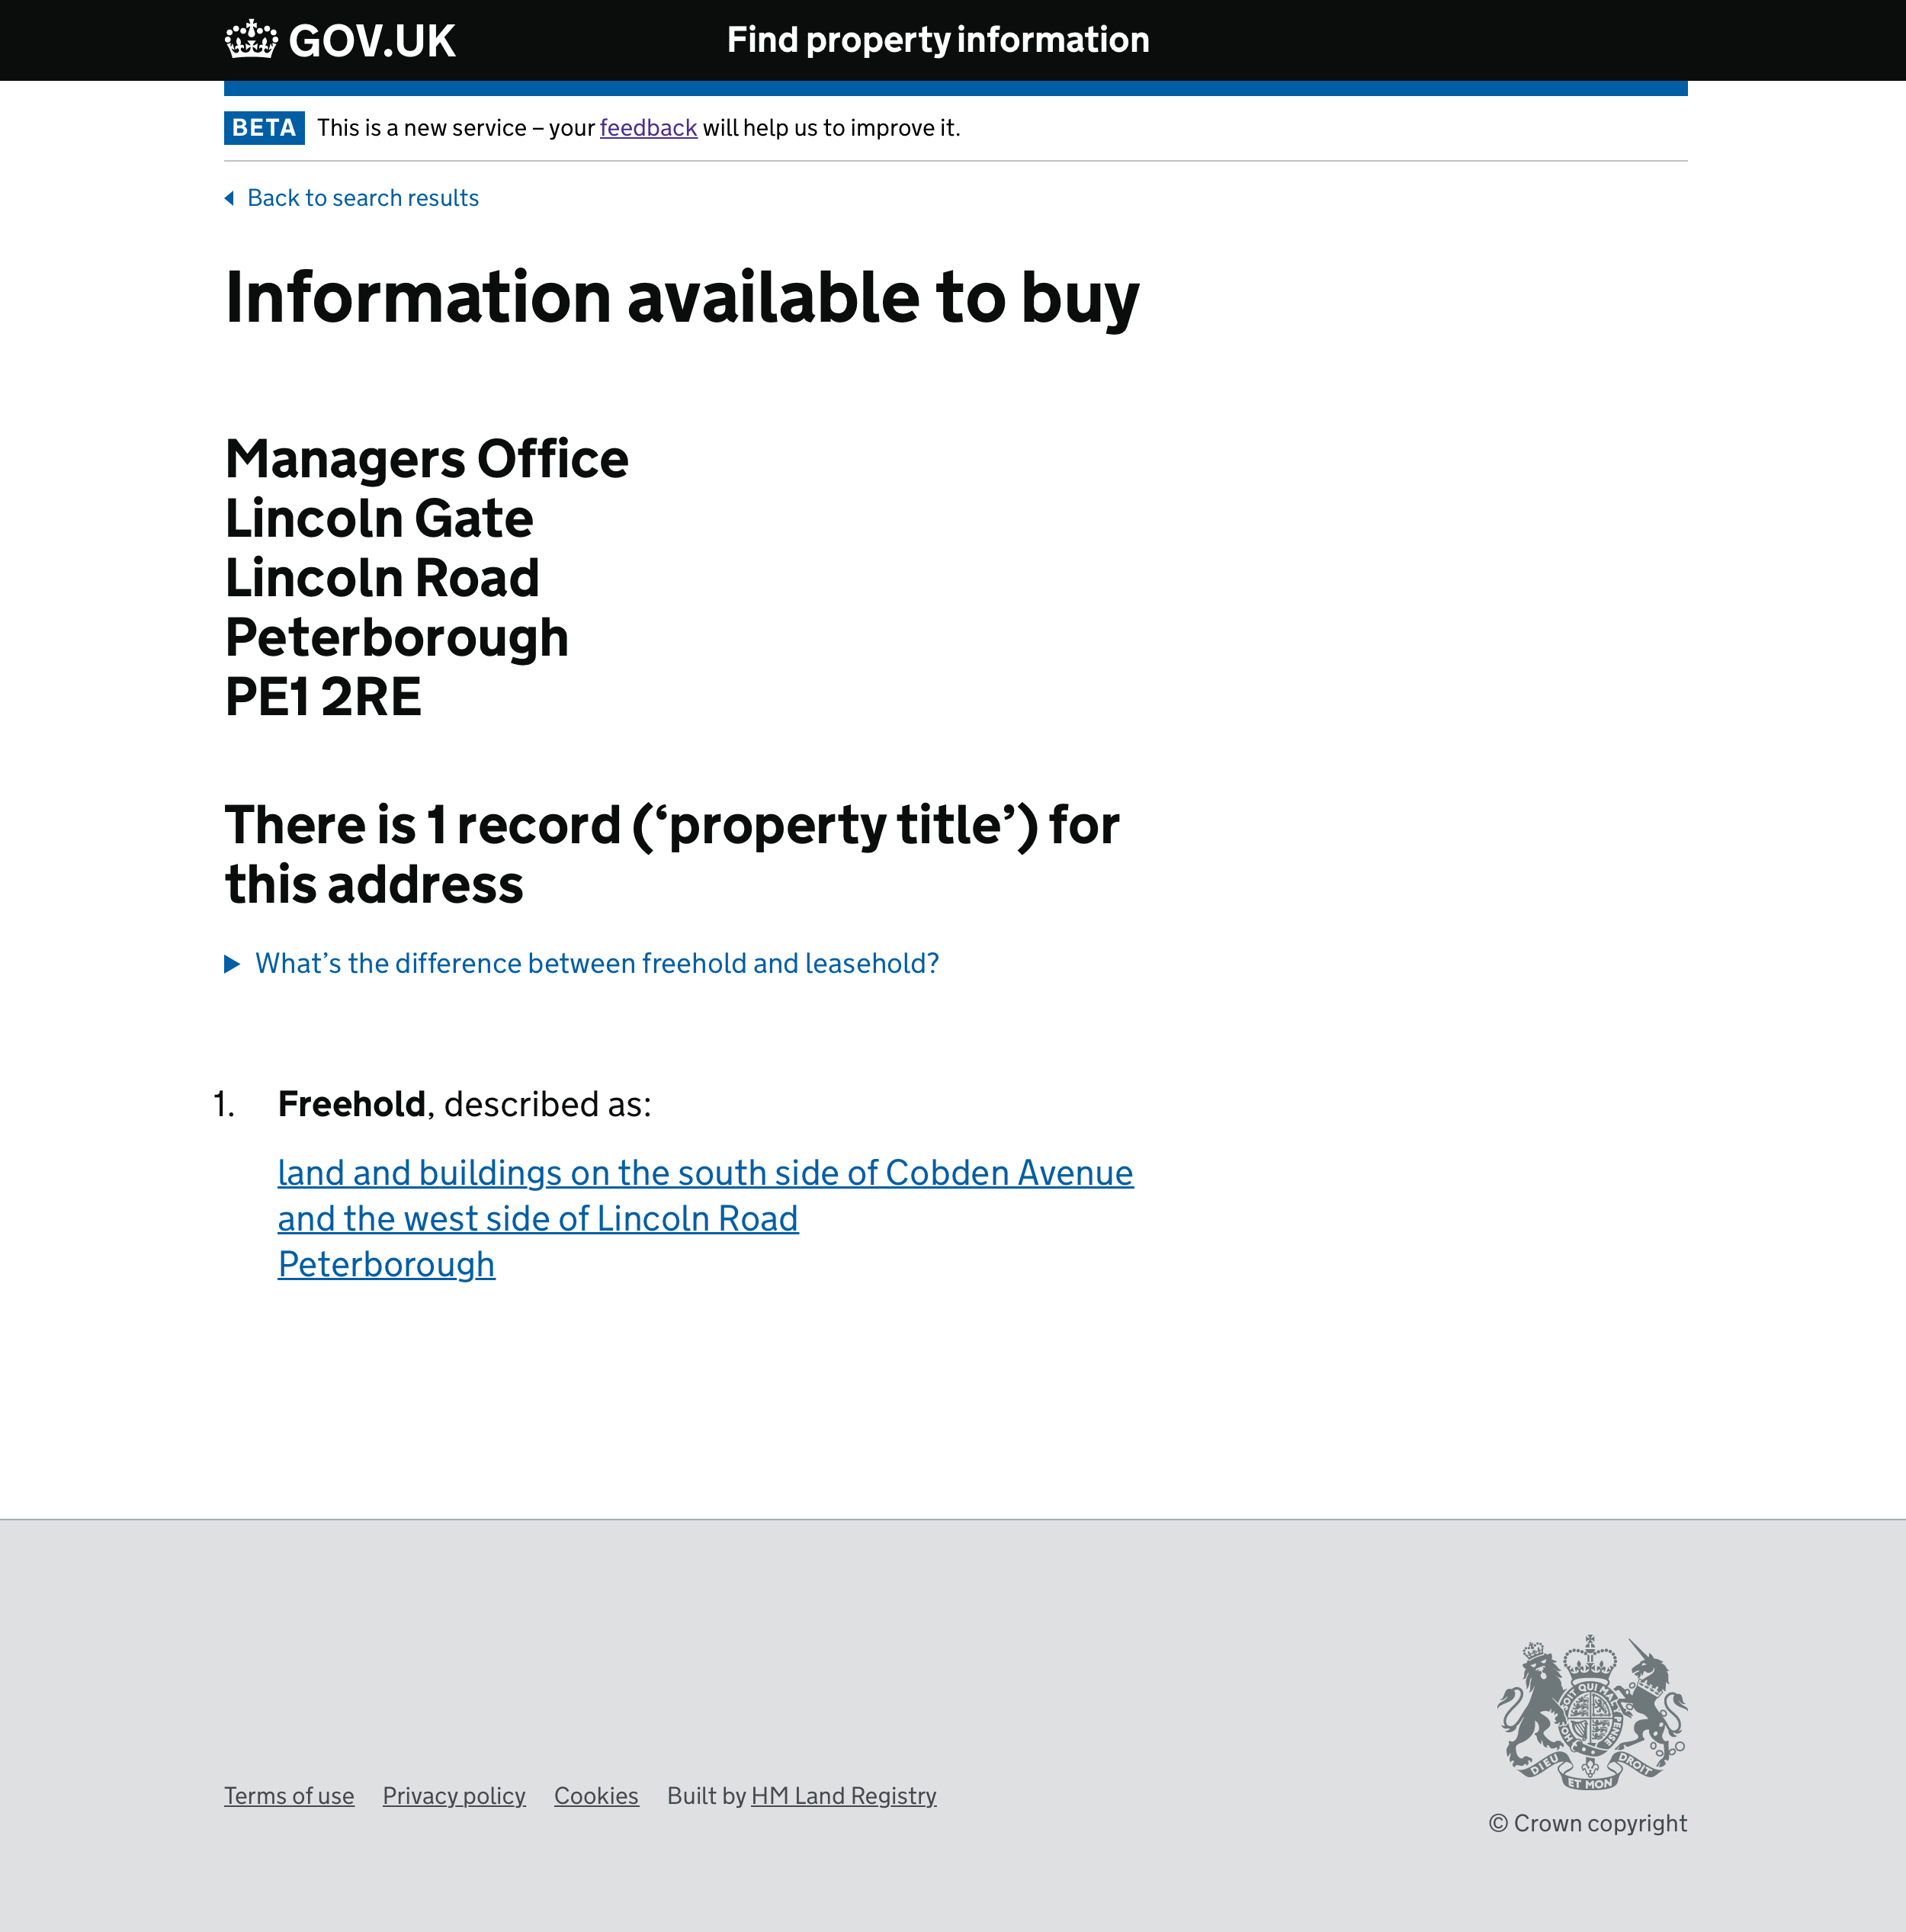 GOV.UK
Find property information
BETA
This is a new service – your feedback will help us to improve it.
Back to search results
Information available to buy
Managers Office
Lincoln Gate
Lincoln Road
Peterborough
PE1 2RE
There is 1 record (‘property title’) for
this address
What’s the difference between freehold and leasehold?
1. Freehold, described as:
land and buildings on the south side of Cobden Avenue
and the west side of Lincoln Road
Peterborough
Terms of use Privacy policy Cookies Built by HM Land Registry
SOIT QUI MAL
PENSE
DIEU ET MON DROIT
© Crown copyright